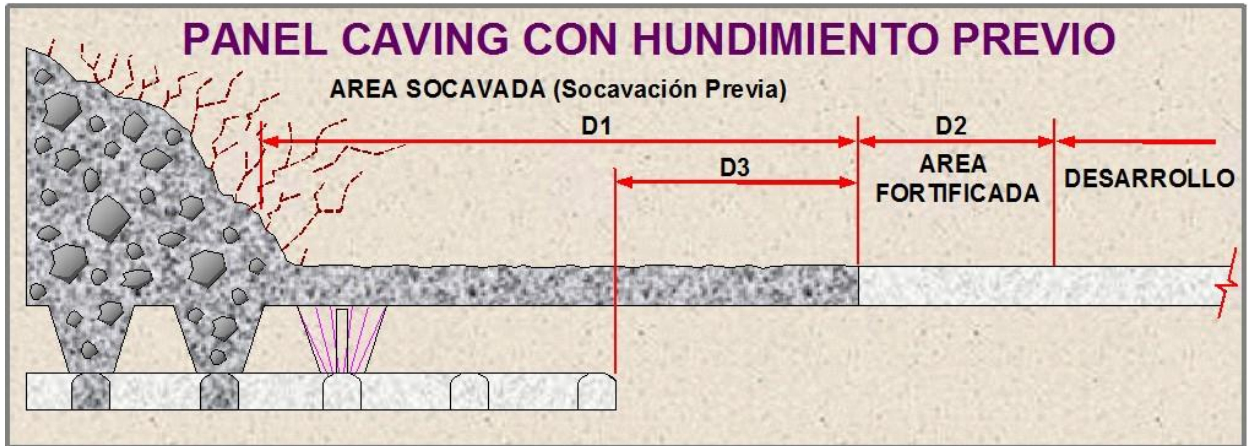 PANEL CAVING CON HUNDIMIENTO PREVIO
AREA SOCAVADA (Socavación Previa)
D1
D2
D3
AREA
FORTIFICADA
DESARROLLO